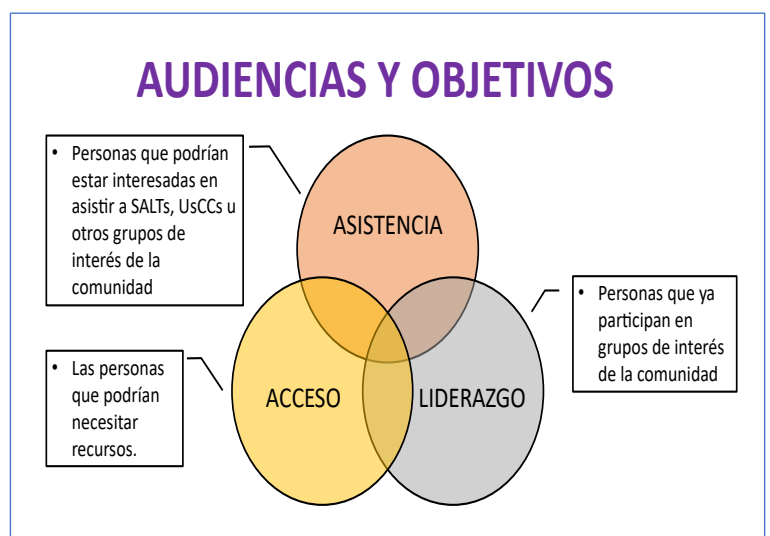 AUDIENCIAS Y OBJETIVOS
• Personas que podrían
estar interesadas en
asistir a SALTs, UsCCs u
otros grupos de
interés de la
comunidad
ASISTENCIA
• Personas que ya
participan en
grupos de interés
de la comunidad
• Las personas
que podrían
necesitar
recursos.
ACCESO
LIDERAZGO